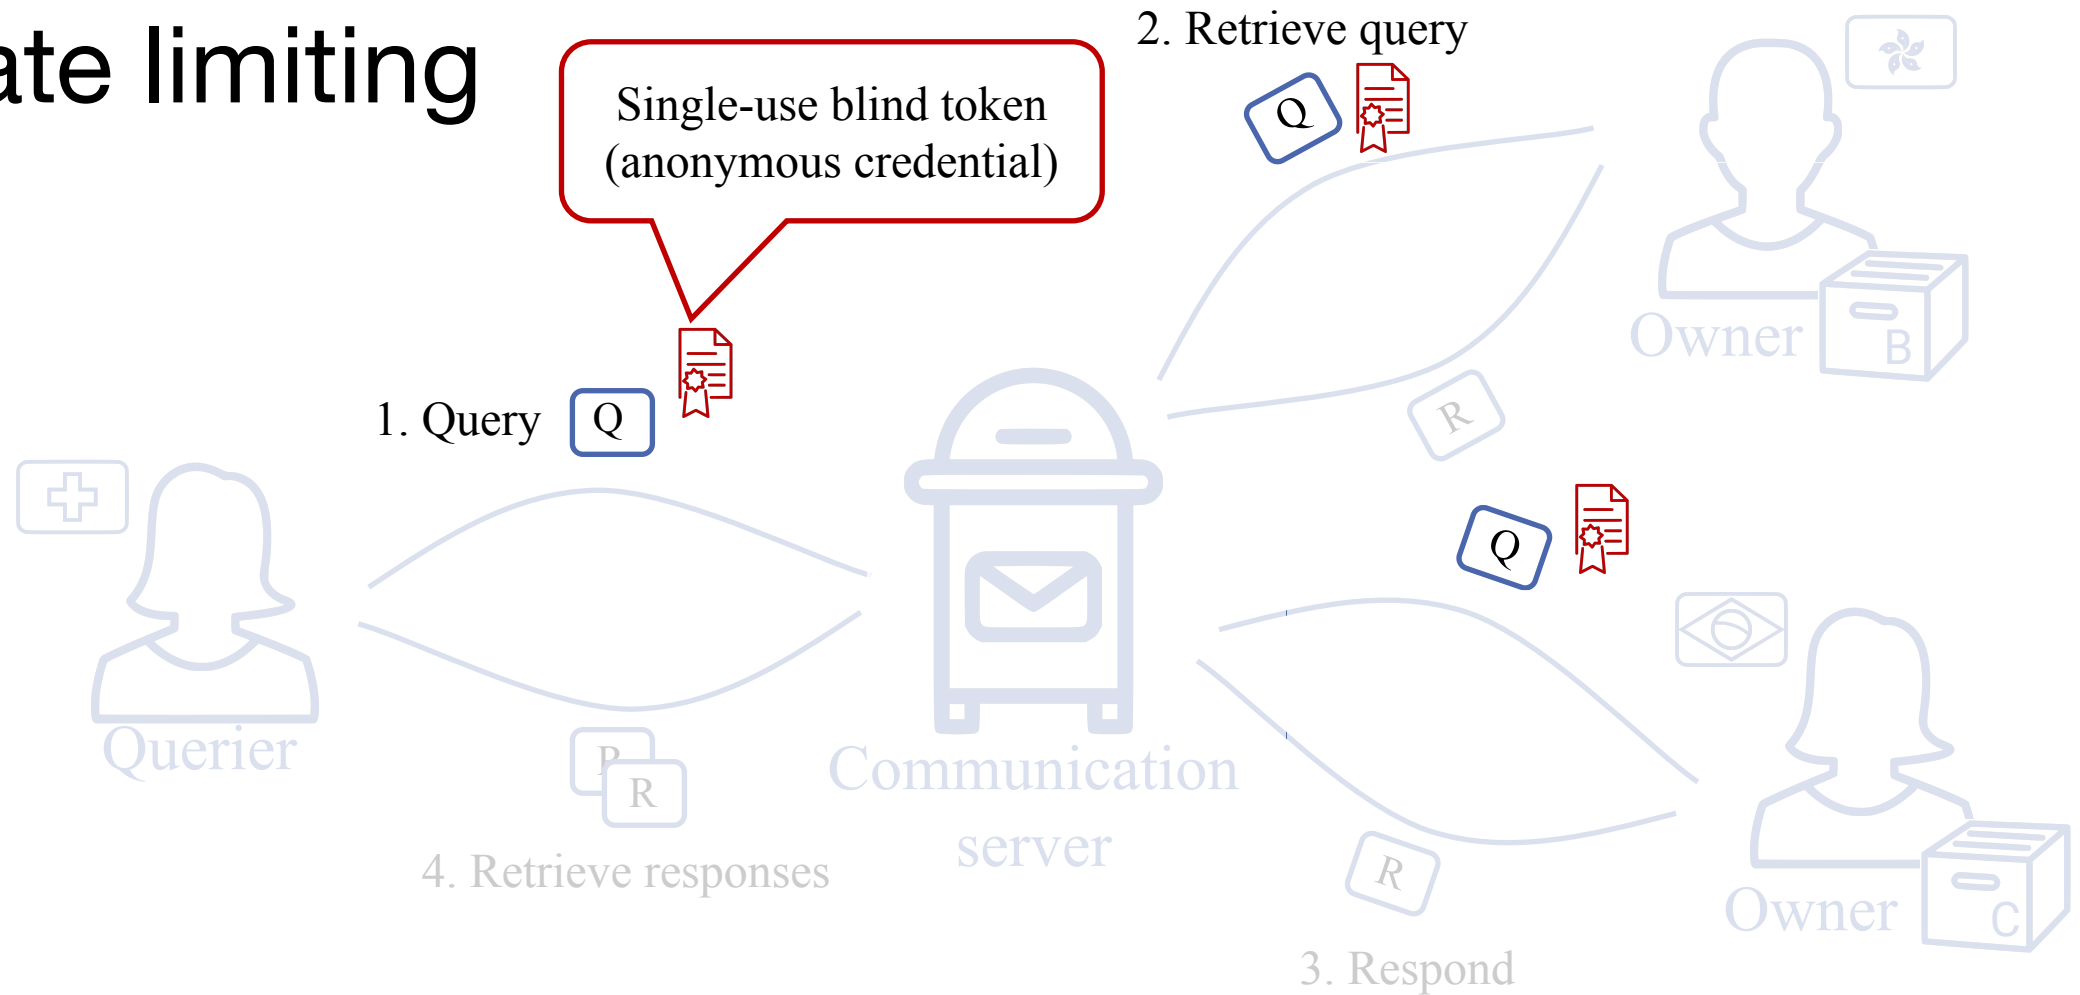 ate limiting
Single-use blind token
(anonymous credential)
2. Retrieve query
Q
Owner
B
R
1. Query
Q
Q
Querier
R
R
4. Retrieve responses
Communication
server
R
3. Respond
Owner
C